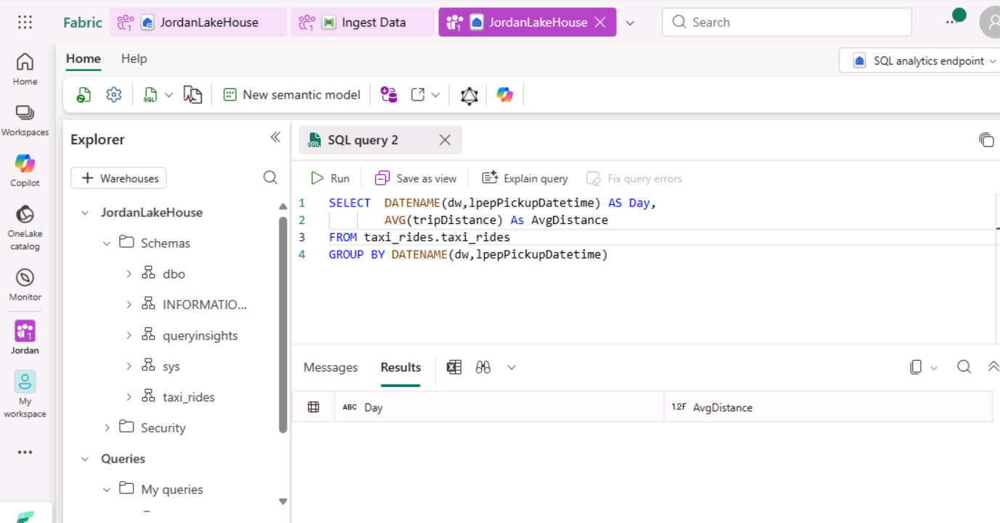 Fabric
JordanLakeHouse
Ingest Data
JordanLakeHouse
Search
Home
Help
SQL analytics endpoint
New semantic model
Home
Workspaces
Copilot
OneLake
catalog
Monitor
Jordan
My
workspace
Explorer
Warehouses
JordanLakeHouse
Schemas
dbo
INFORMATIO...
queryinsights
sys
taxi_rides
Security
Queries
My queries
SQL query 2
Run
Save as view
Explain query
Fix query errors
1 SELECT DATENAME(dw,lpepPickupDatetime) AS Day,
2 AVG(tripDistance) As AvgDistance
3 FROM taxi_rides.taxi_rides
4 GROUP BY DATENAME(dw,lpepPickupDatetime)
Messages
Results
ABC Day
1.2F AvgDistance